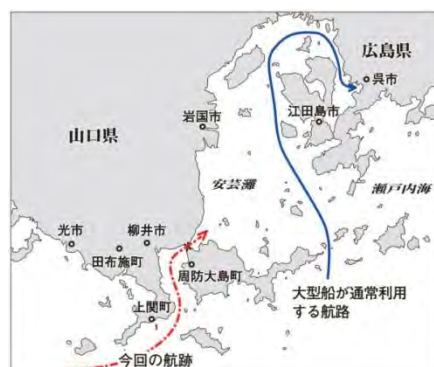 広島県
呉市
江田島市
岩国市
山口県
安芸灘
瀬戸内海
光市
柳井市
田布施町
周防大島町
上関町
大型船が通常利用
する航路
今回の航跡